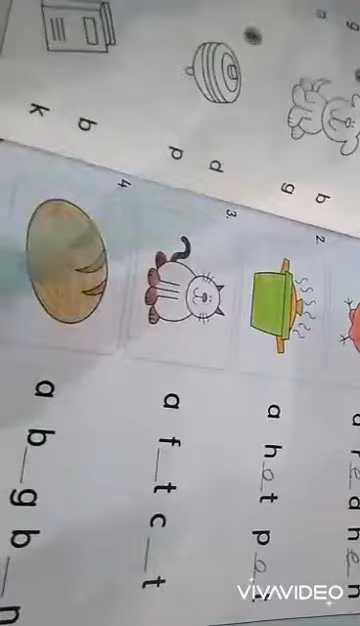 g
b
g
d
p
b
k
2.
a h o t p o t
3.
a f _ t c _ t
4.
a b _ g b _ n
VIVAVIDEO